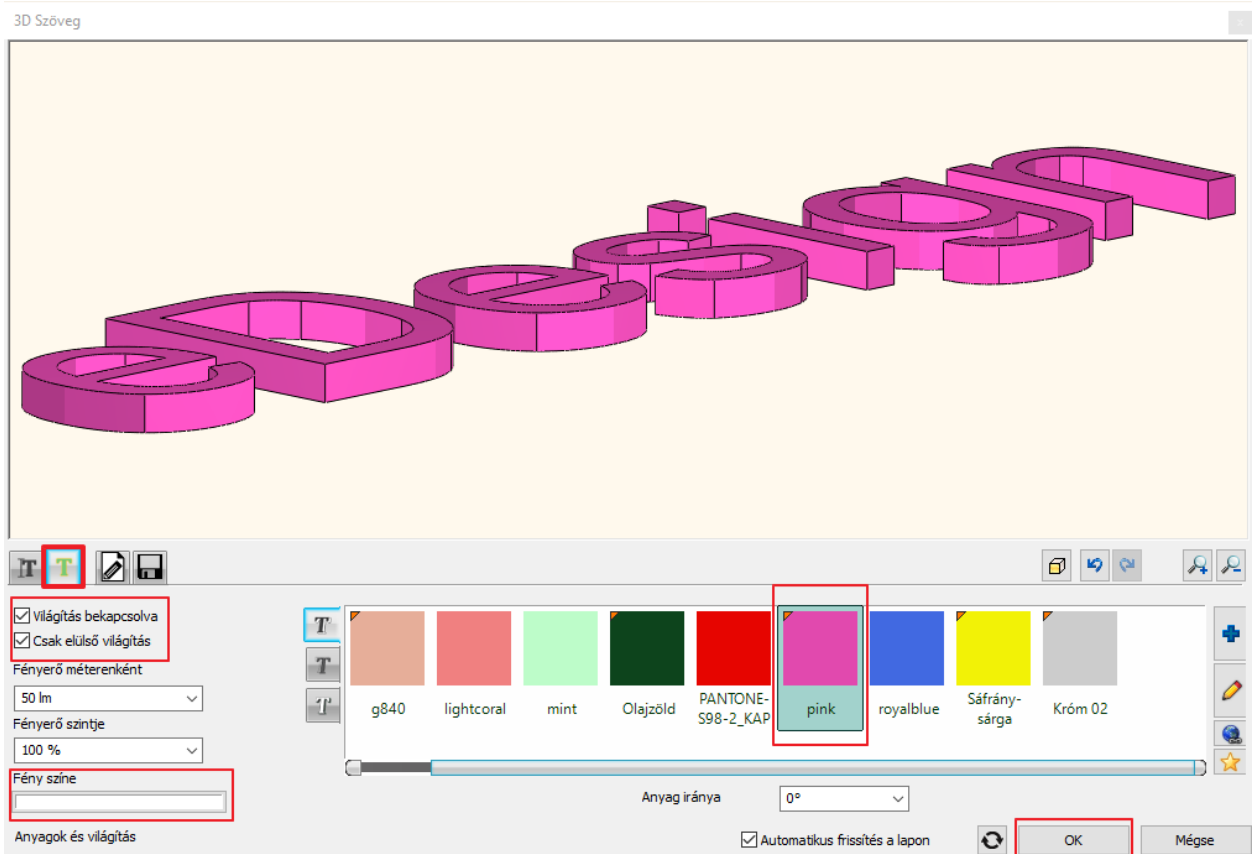 3D Szöveg
eDesign
Világítás bekapcsolva
Csak elülső világítás
Fényerő méterenként
50 lm
Fényerő szintje
100 %
Fény színe
Anyagok és világítás
g840
lightcoral
mint
Olajzöld
PANTONE-
S98-2_KAP
pink
royalblue
Sáfrány-
sárga
Króm 02
Anyag iránya
0°
Automatikus frissítés a lapon
OK
Mégse